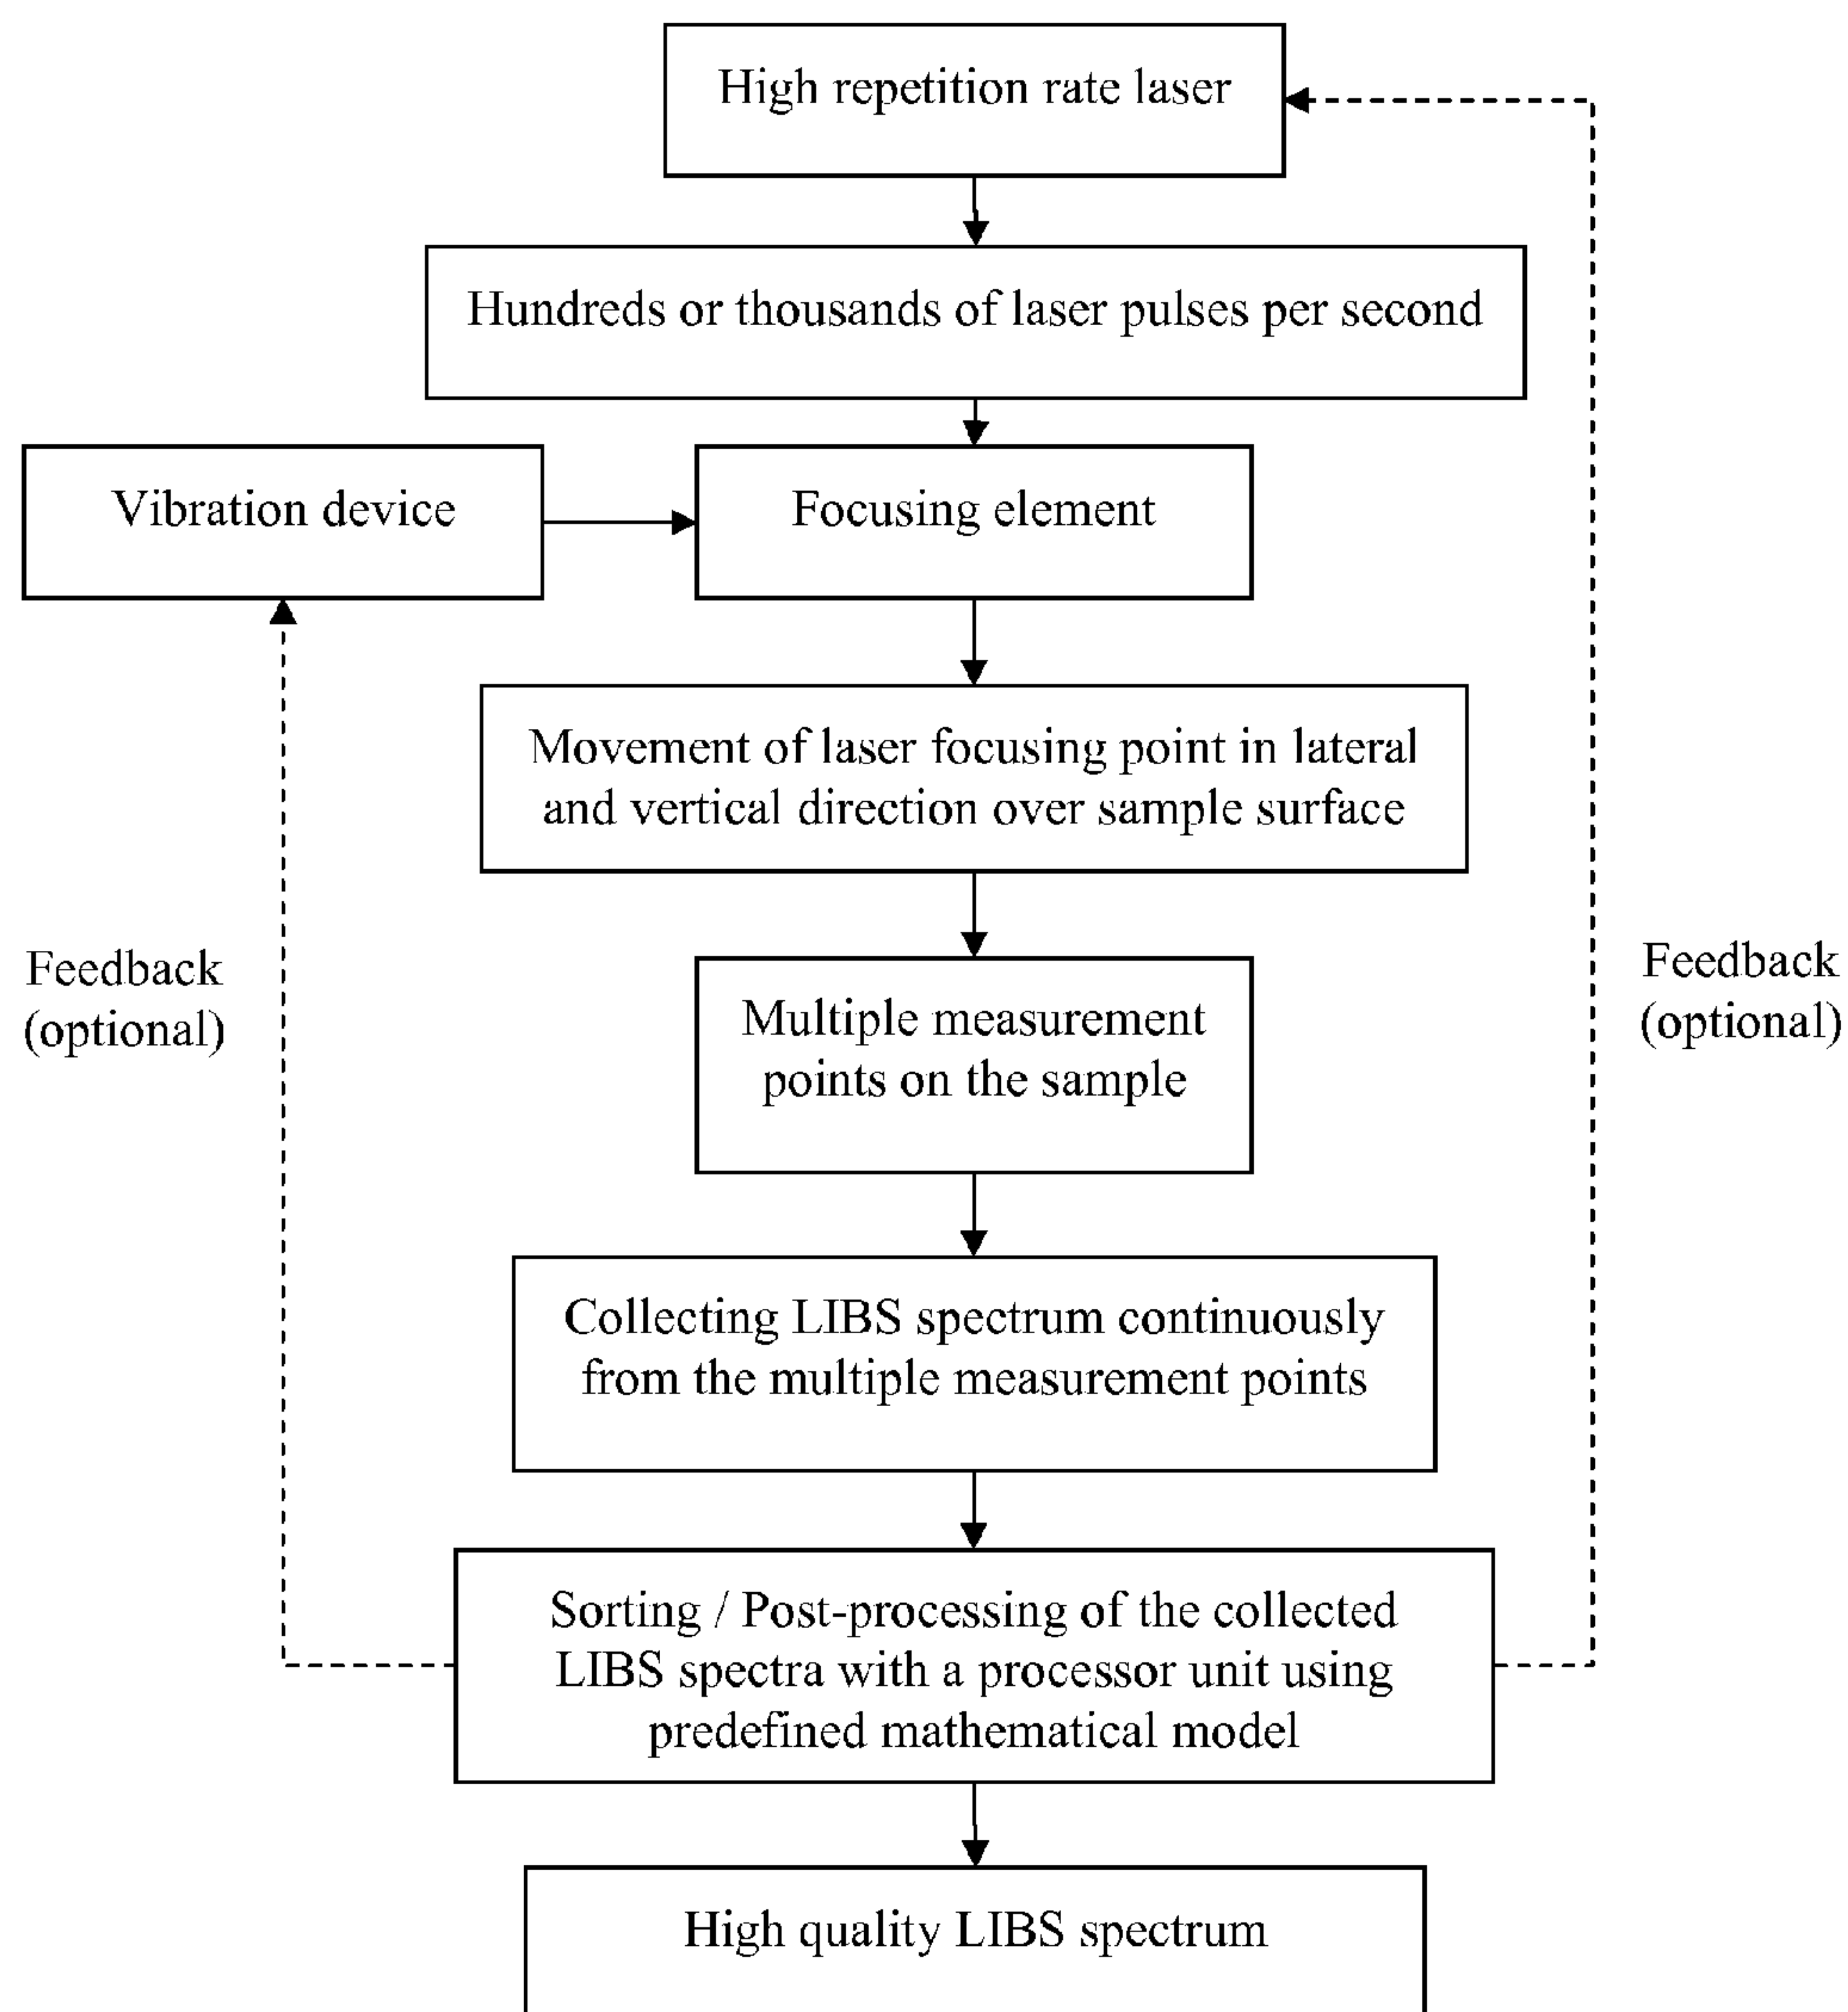 High repetition rate laser
Hundreds or thousands of laser pulses per second
Vibration device
Focusing element
Movement of laser focusing point in lateral
and vertical direction over sample surface
Feedback
(optional)
Feedback
(optional)
Multiple measurement
points on the sample
Collecting LIBS spectrum continuously
from the multiple measurement points
Sorting / Post-processing of the collected
LIBS spectra with a processor unit using
predefined mathematical model
High quality LIBS spectrum